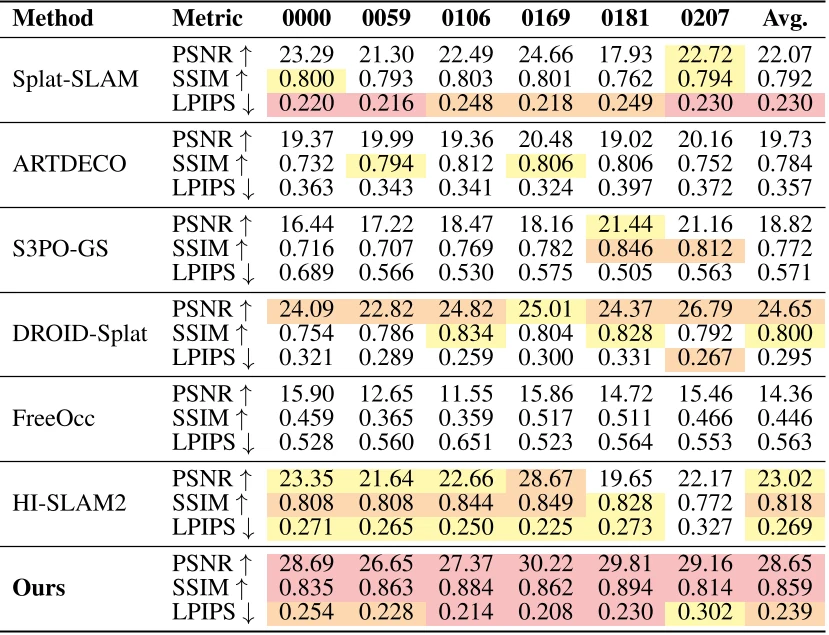 Method Metric 0000 0059 0106 0169 0181 0207 Avg.
PSNR ↑ 23.29 21.30 22.49 24.66 17.93 22.72 22.07
Splat-SLAM SSIM ↑ 0.800 0.793 0.803 0.801 0.762 0.794 0.792
LPIPS ↓ 0.220 0.216 0.248 0.218 0.249 0.230 0.230
PSNR ↑ 19.37 19.99 19.36 20.48 19.02 20.16 19.73
ARTDECO SSIM ↑ 0.732 0.794 0.812 0.806 0.806 0.752 0.784
LPIPS ↓ 0.363 0.343 0.341 0.324 0.397 0.372 0.357
PSNR ↑ 16.44 17.22 18.47 18.16 21.44 21.16 18.82
S3PO-GS SSIM ↑ 0.716 0.707 0.769 0.782 0.846 0.812 0.772
LPIPS ↓ 0.689 0.566 0.530 0.575 0.505 0.563 0.571
PSNR ↑ 24.09 22.82 24.82 25.01 24.37 26.79 24.65
DROID-Splat SSIM ↑ 0.754 0.786 0.834 0.804 0.828 0.792 0.800
LPIPS ↓ 0.321 0.289 0.259 0.300 0.331 0.267 0.295
PSNR ↑ 15.90 12.65 11.55 15.86 14.72 15.46 14.36
FreeOcc SSIM ↑ 0.459 0.365 0.359 0.517 0.511 0.466 0.446
LPIPS ↓ 0.528 0.560 0.651 0.523 0.564 0.553 0.563
PSNR ↑ 23.35 21.64 22.66 28.67 19.65 22.17 23.02
HI-SLAM2 SSIM ↑ 0.808 0.808 0.844 0.849 0.828 0.772 0.818
LPIPS ↓ 0.271 0.265 0.250 0.225 0.273 0.327 0.269
PSNR ↑ 28.69 26.65 27.37 30.22 29.81 29.16 28.65
Ours SSIM ↑ 0.835 0.863 0.884 0.862 0.894 0.814 0.859
LPIPS ↓ 0.254 0.228 0.214 0.208 0.230 0.302 0.239